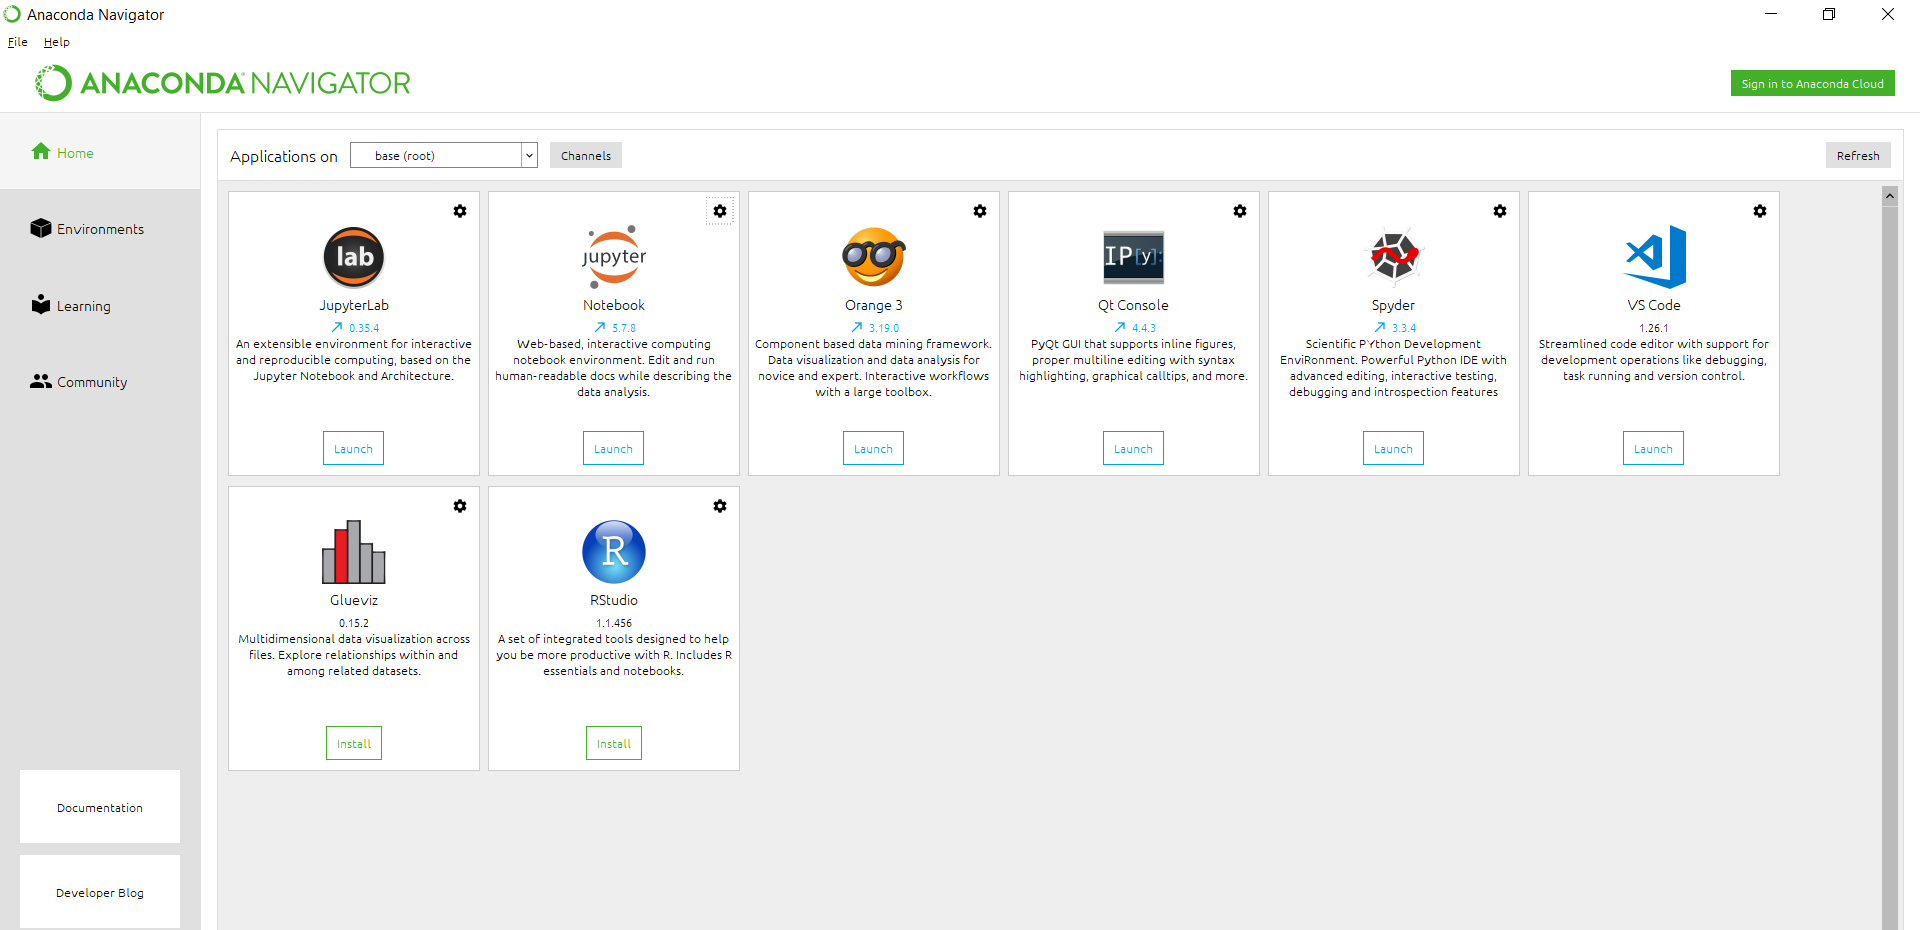 Anaconda Navigator
File Help
ANACONDA NAVIGATOR
Sign in to Anaconda Cloud
Home
Environments
Learning
Community
Documentation
Developer Blog
Applications on base (root) Channels Refresh
lab
JupyterLab
0.35.4
An extensible environment for interactive
and reproducible computing, based on the
Jupyter Notebook and Architecture.
Launch
jupyter
Notebook
5.7.8
Web-based, interactive computing
notebook environment. Edit and run
human-readable docs while describing the
data analysis.
Launch
Orange 3
3.19.0
Component based data mining framework.
Data visualization and data analysis for
novice and expert. Interactive workflows
with a large toolbox.
Launch
IP[y]:
Qt Console
4.4.3
PyQt GUI that supports inline figures,
proper multiline editing with syntax
highlighting, graphical calltips, and more.
Launch
Spyder
3.3.4
Scientific PYthon Development
EnviRonment. Powerful Python IDE with
advanced editing, interactive testing,
debugging and introspection features
Launch
VS Code
1.26.1
Streamlined code editor with support for
development operations like debugging,
task running and version control.
Launch
Glueviz
0.15.2
Multidimensional data visualization across
files. Explore relationships within and
among related datasets.
Install
R
RStudio
1.1.456
A set of integrated tools designed to help
you be more productive with R. Includes R
essentials and notebooks.
Install